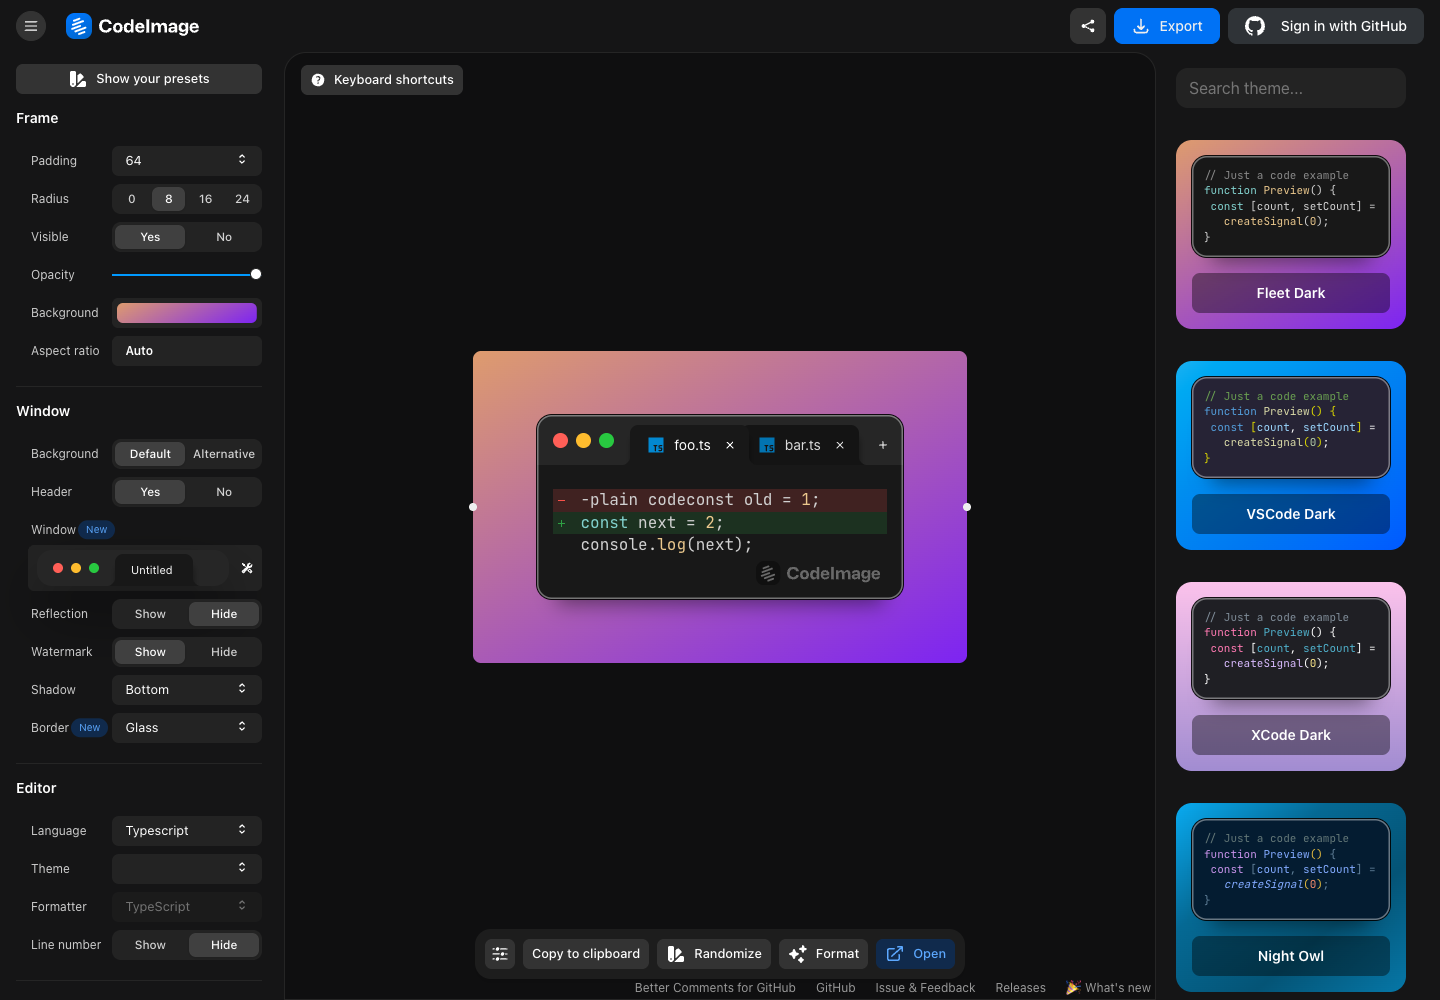 CodeImage
Export
Sign in with GitHub
Show your presets
Frame
Padding
64
Radius
0 8 16 24
Visible
Yes No
Opacity
Background
Aspect ratio
Auto
Window
Background
Default Alternative
Header
Yes No
Window New
Untitled
Reflection
Show Hide
Watermark
Show Hide
Shadow
Bottom
Border New
Glass
Editor
Language
Typescript
Theme
Formatter
TypeScript
Line number
Show Hide
Keyboard shortcuts
TS foo.ts × TS bar.ts × +
− -plain codeconst old = 1;
+ const next = 2;
console.log(next);
CodeImage
Copy to clipboard
Randomize
Format
Open
Better Comments for GitHub
GitHub
Issue & Feedback
Releases
🎉 What's new
Search theme...
// Just a code example
function Preview() {
const [count, setCount] =
createSignal(0);
}
Fleet Dark
// Just a code example
function Preview() {
const [count, setCount] =
createSignal(0);
}
VSCode Dark
// Just a code example
function Preview() {
const [count, setCount] =
createSignal(0);
}
XCode Dark
// Just a code example
function Preview() {
const [count, setCount] =
createSignal(0);
}
Night Owl